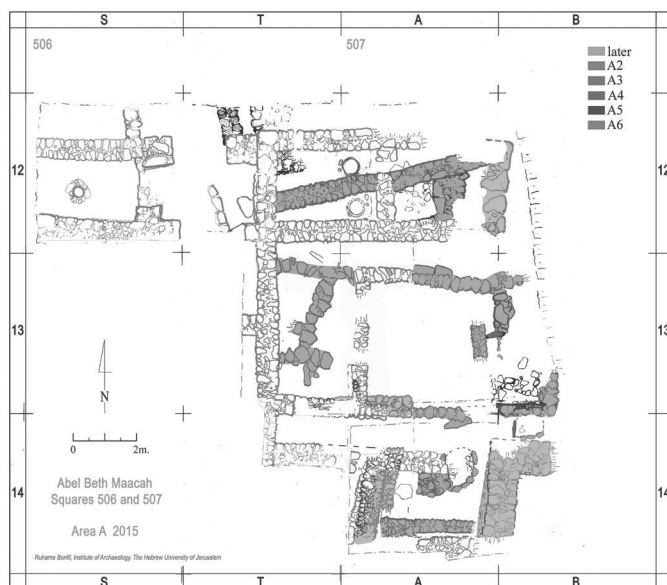 S T A B
506 507
later
A2
A3
A4
A5
A6
12 12
13 13
N
0 2m.
14 14
Abel Beth Maacah
Squares 506 and 507
Area A 2015
Ruhama Bonfil, Institute of Archaeology, The Hebrew University of Jerusalem
S T A B